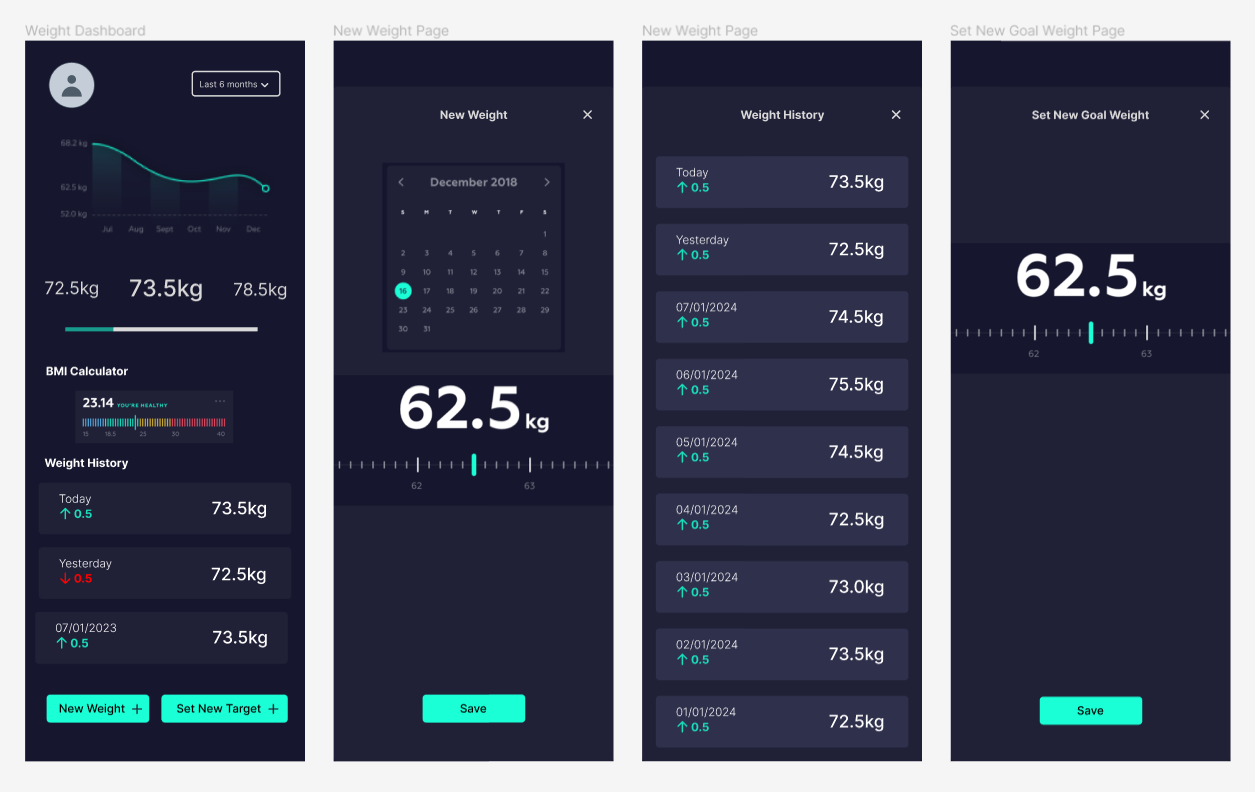 Weight Dashboard
Last 6 months
68.2 kg
62.5 kg
52.0 kg
Jul Aug Sept Oct Nov Dec
72.5kg 73.5kg 78.5kg
BMI Calculator
23.14 YOU'RE HEALTHY
15 18.5 25 30 40
Weight History
Today
0.5
73.5kg
Yesterday
0.5
72.5kg
07/01/2023
0.5
73.5kg
New Weight
Set New Target
New Weight Page
New Weight
December 2018
S M T W T F S
1
2 3 4 5 6 7 8
9 10 11 12 13 14 15
16 17 18 19 20 21 22
23 24 25 26 27 28 29
30 31
62.5 kg
62 63
Save
New Weight Page
Weight History
Today
0.5
73.5kg
Yesterday
0.5
72.5kg
07/01/2024
0.5
74.5kg
06/01/2024
0.5
75.5kg
05/01/2024
0.5
74.5kg
04/01/2024
0.5
72.5kg
03/01/2024
0.5
73.0kg
02/01/2024
0.5
73.5kg
01/01/2024
0.5
72.5kg
Set New Goal Weight Page
Set New Goal Weight
62.5 kg
62 63
Save